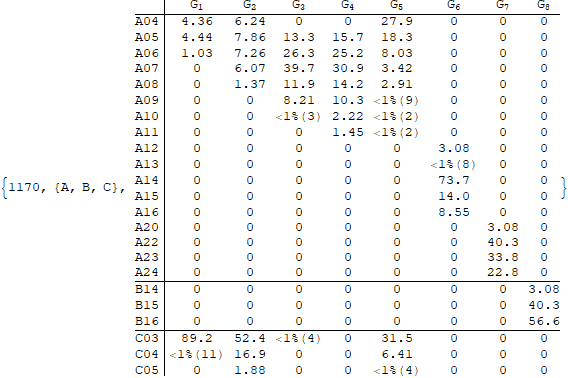 G1 G2 G3 G4 G5 G6 G7 G8
A04 4.36 6.24 0 0 27.9 0 0 0
A05 4.44 7.86 13.3 15.7 18.3 0 0 0
A06 1.03 7.26 26.3 25.2 8.03 0 0 0
A07 0 6.07 39.7 30.9 3.42 0 0 0
A08 0 1.37 11.9 14.2 2.91 0 0 0
A09 0 0 8.21 10.3 <1%(9) 0 0 0
A10 0 0 <1%(3) 2.22 <1%(2) 0 0 0
A11 0 0 0 1.45 <1%(2) 0 0 0
A12 0 0 0 0 0 3.08 0 0
A13 0 0 0 0 0 <1%(8) 0 0
{1170, {A, B, C}, A14 0 0 0 0 0 73.7 0 0 }
A15 0 0 0 0 0 14.0 0 0
A16 0 0 0 0 0 8.55 0 0
A20 0 0 0 0 0 0 3.08 0
A22 0 0 0 0 0 0 40.3 0
A23 0 0 0 0 0 0 33.8 0
A24 0 0 0 0 0 0 22.8 0
B14 0 0 0 0 0 0 0 3.08
B15 0 0 0 0 0 0 0 40.3
B16 0 0 0 0 0 0 0 56.6
C03 89.2 52.4 <1%(4) 0 31.5 0 0 0
C04 <1%(11) 16.9 0 0 6.41 0 0 0
C05 0 1.88 0 0 <1%(4) 0 0 0